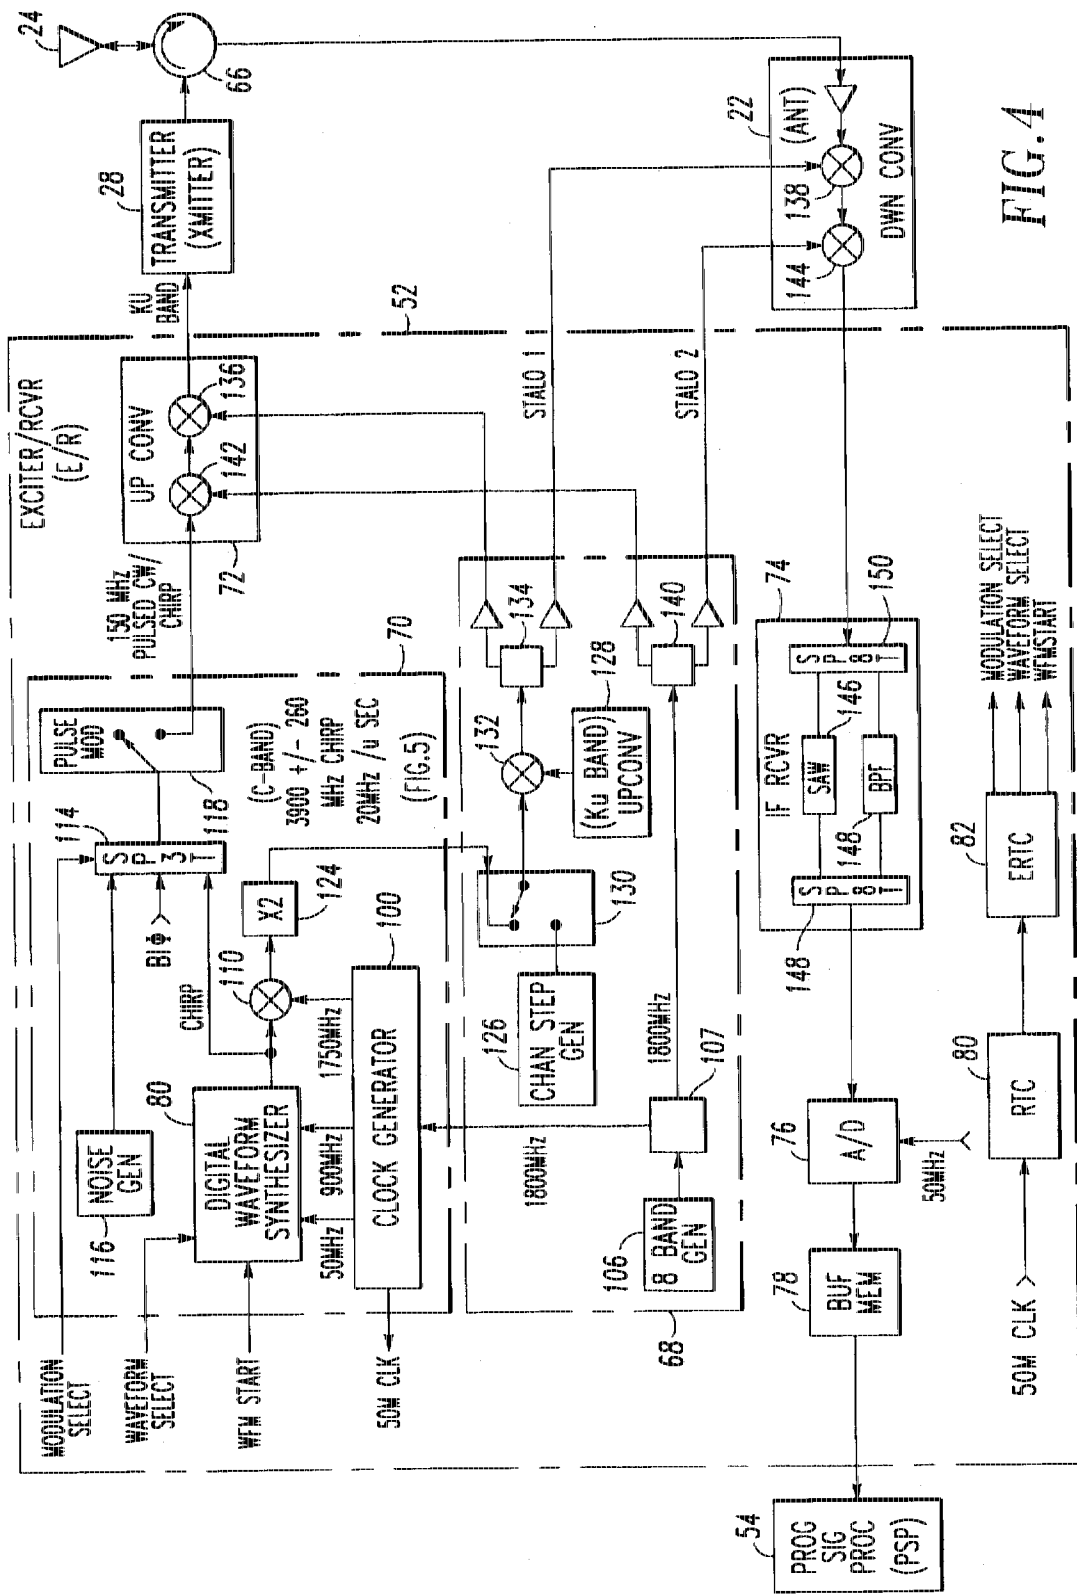 24
66
28
TRANSMITTER
(XMITTER)
KU
BAND
22
(ANT)
138
144
DWN CONV
FIG.4
EXCITER/RCVR
(E/R)
52
UP CONV
136
142
72
150 MHz
PULSED CW/
CHIRP
STALO 1
STALO 2
70
PULSE
MOD
118
114
S
P
3
T
(C-BAND)
3900 +/- 260
MHz CHIRP
20MHz/u SEC
(FIG.5)
MODULATION
SELECT
WAVEFORM
SELECT
WFM START
50M CLK
116
NOISE
GEN
BIΦ
CHIRP
80
DIGITAL
WAVEFORM
SYNTHESIZER
110
X2
124
50MHz
900MHz
1750MHz
CLOCK GENERATOR
100
134
132
(Ku BAND)
UPCONV
128
140
130
126
CHAN STEP
GEN
1800MHz
1800MHz
107
106
8 BAND
GEN
68
74
IF RCVR
S
P
8
T
150
SAW
146
BPF
148
S
P
8
T
148
76
A/D
50MHz
78
BUF
MEM
54
PROG
SIG
PROC
(PSP)
50M CLK
80
RTC
82
ERTC
MODULATION SELECT
WAVEFORM SELECT
WFMSTART